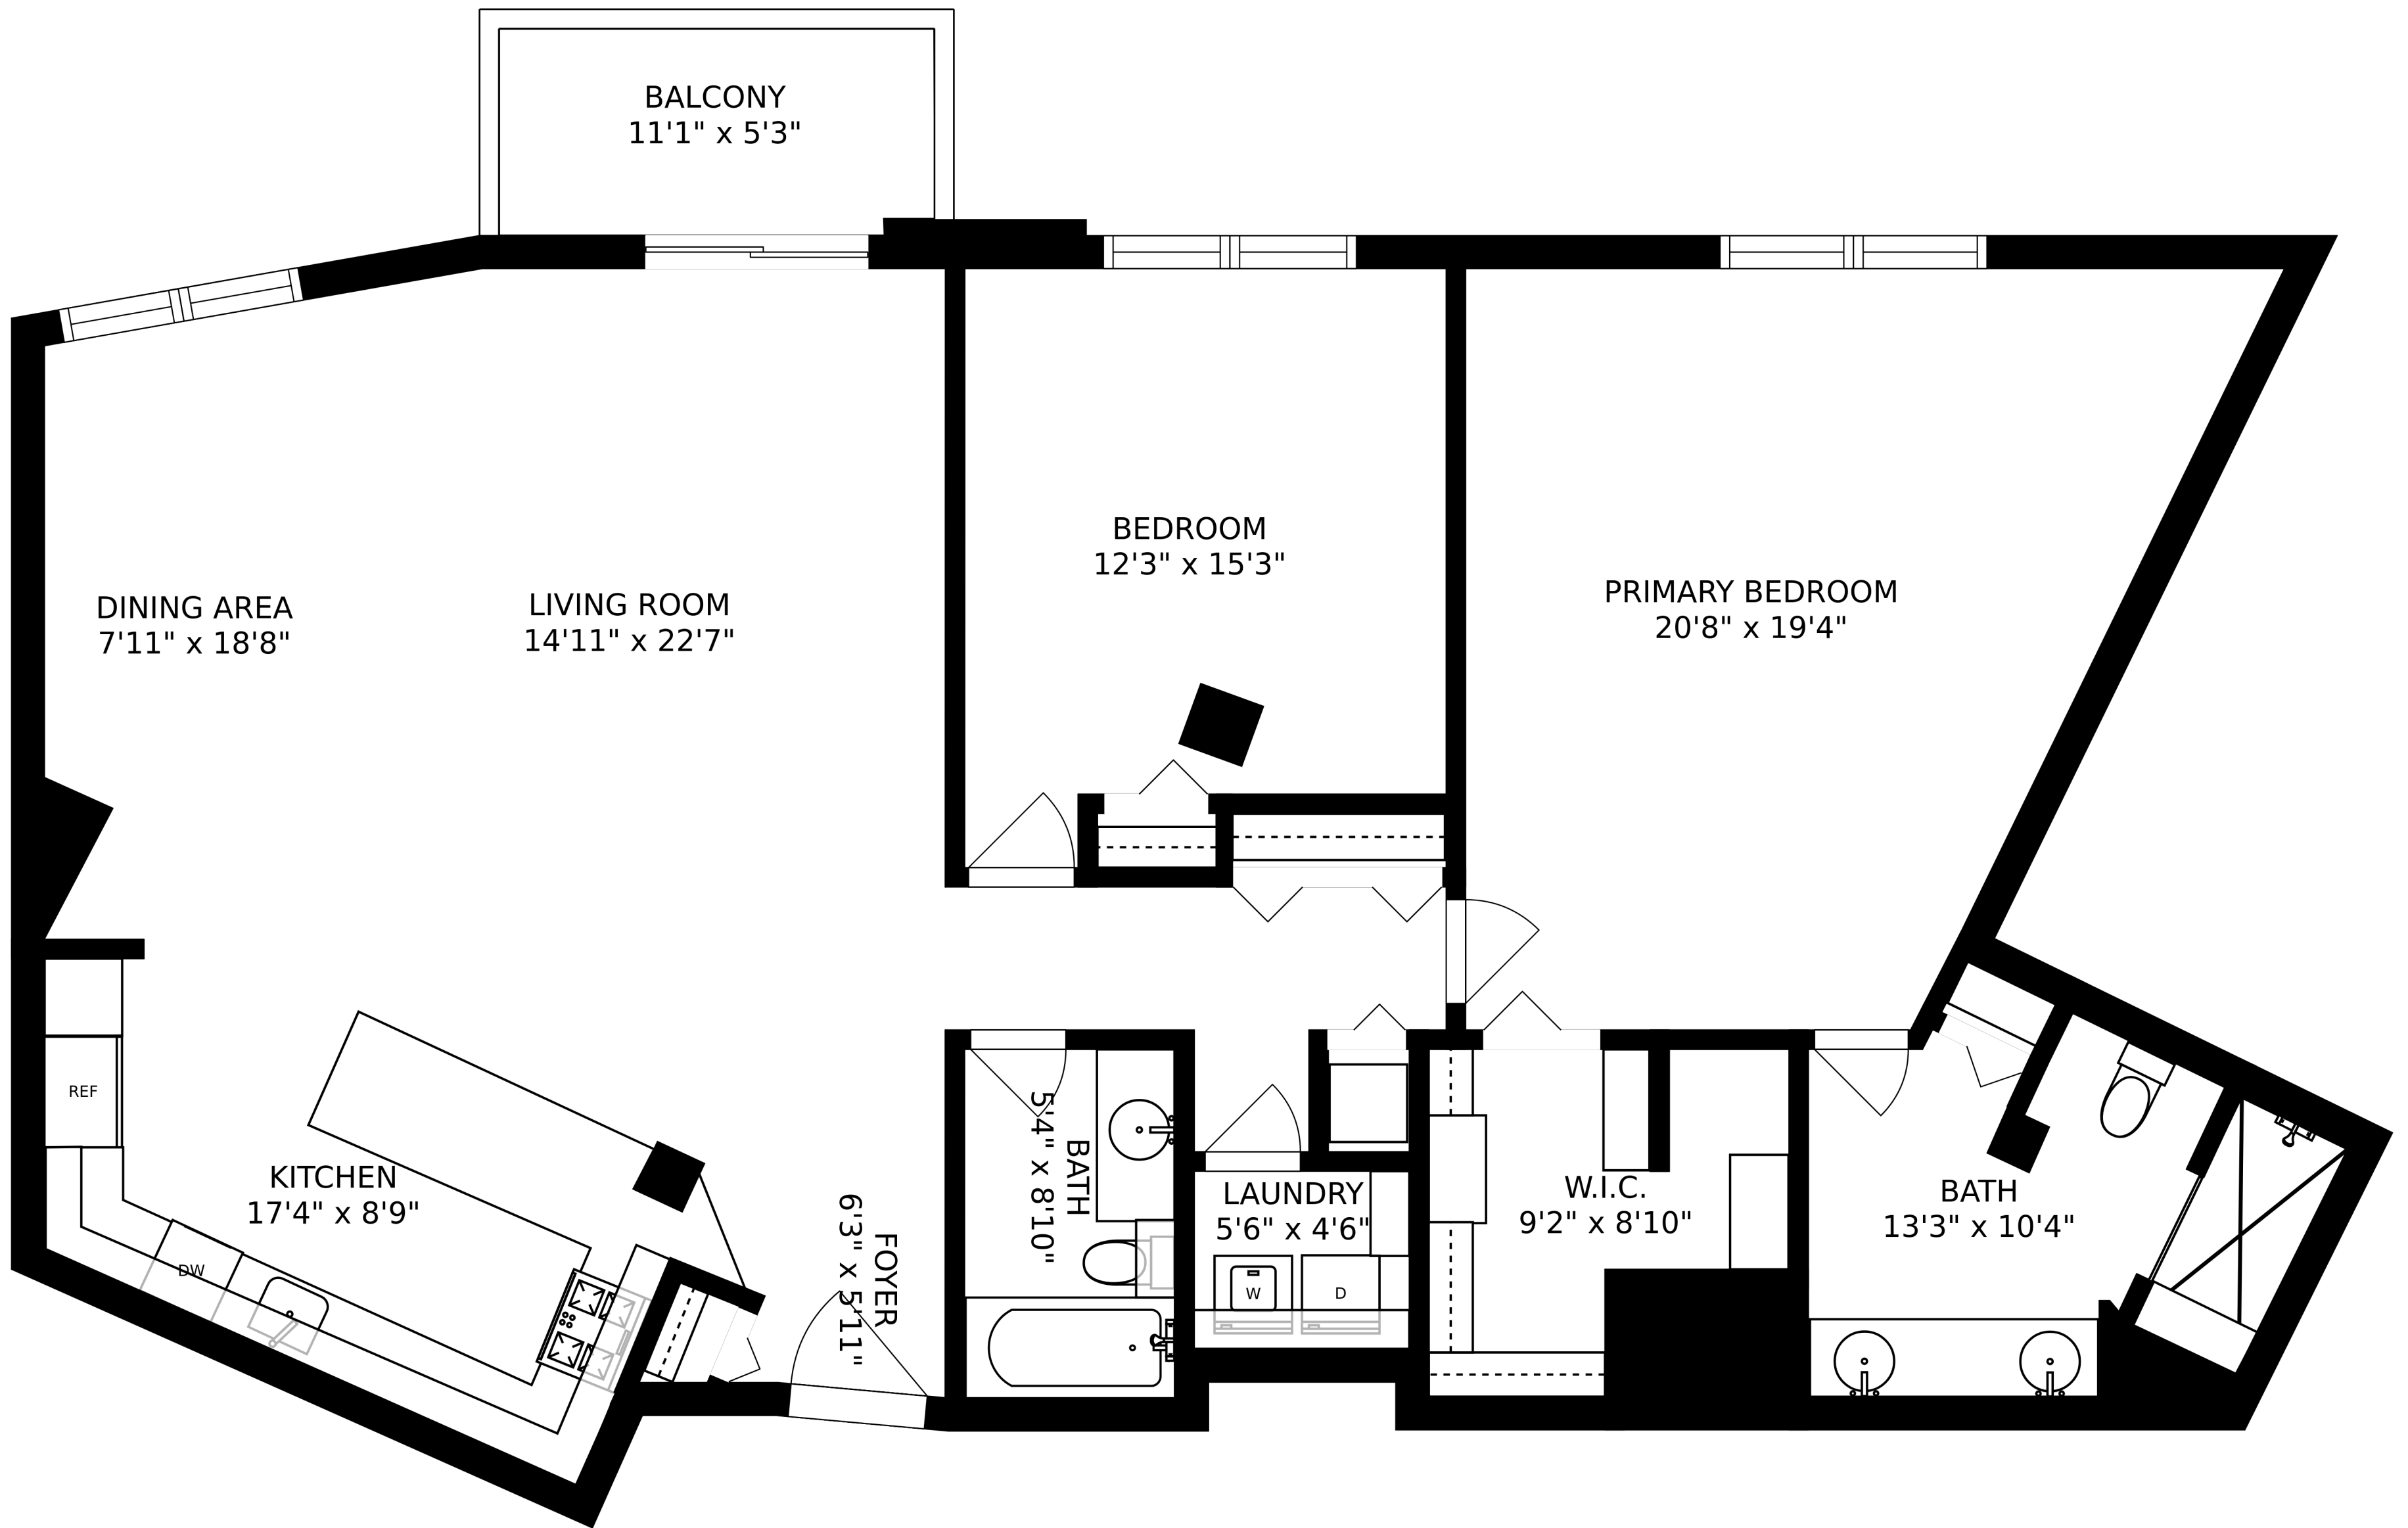 BALCONY
11'1" x 5'3"
BEDROOM
12'3" x 15'3"
PRIMARY BEDROOM
20'8" x 19'4"
DINING AREA
7'11" x 18'8"
LIVING ROOM
14'11" x 22'7"
REF
KITCHEN
17'4" x 8'9"
DW
FOYER
6'3" x 5'11"
BATH
5'4" x 8'10"
LAUNDRY
5'6" x 4'6"
W
D
W.I.C.
9'2" x 8'10"
BATH
13'3" x 10'4"